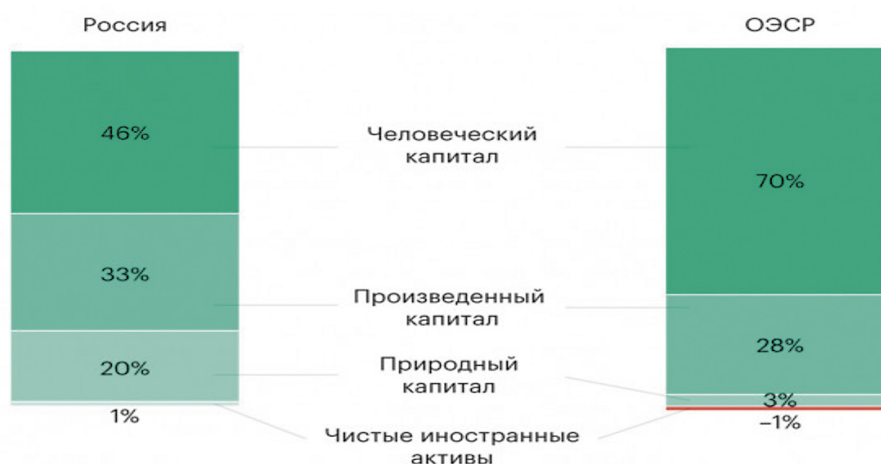 Россия
ОЭСР
46%
Человеческий
капитал
70%
33%
Произведенный
капитал
28%
20%
Природный
капитал
3%
1%
–1%
Чистые иностранные
активы